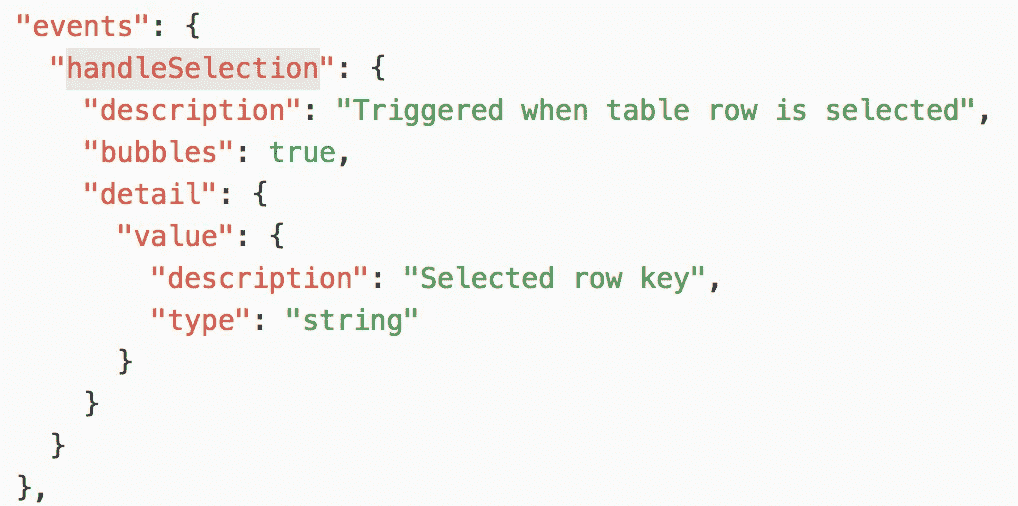 "events": {
"handleSelection": {
"description": "Triggered when table row is selected",
"bubbles": true,
"detail": {
"value": {
"description": "Selected row key",
"type": "string"
}
}
}
},